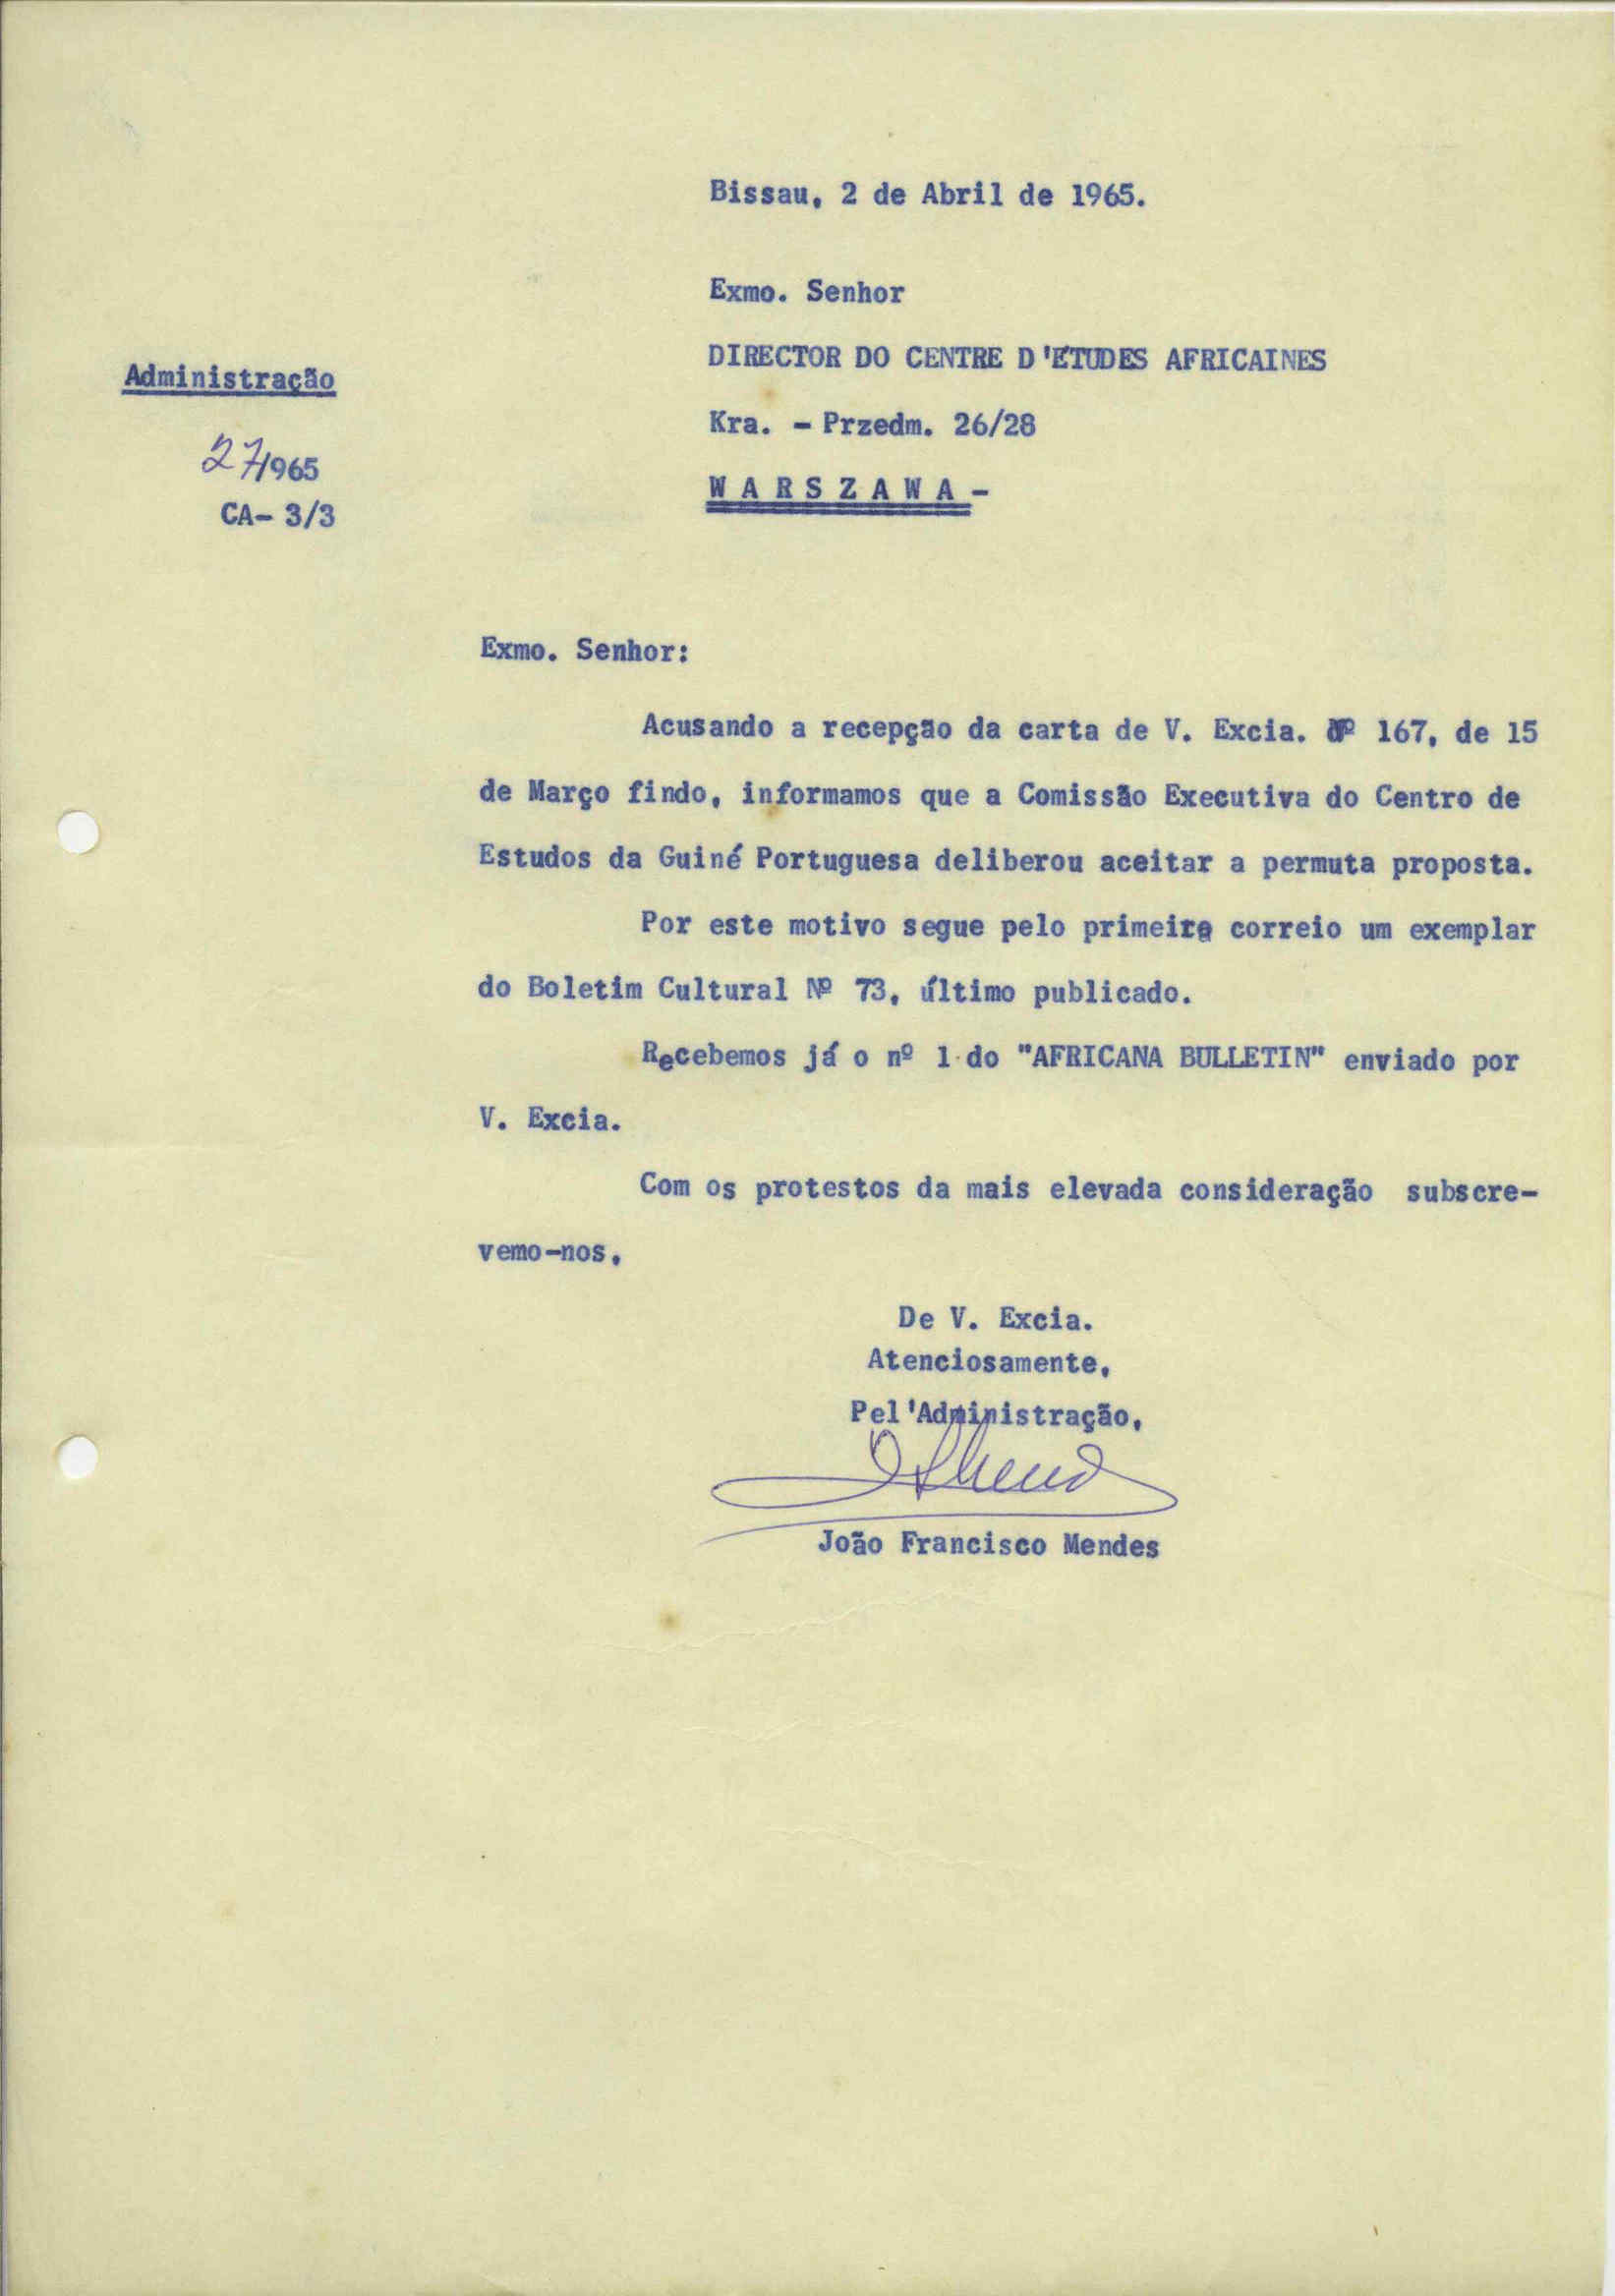 Bissau, 2 de Abril de 1965.
Exmo. Senhor
DIRECTOR DO CENTRE D'ÉTUDES AFRICAINES
Administração
Kra. - Przedm. 26/28
27/1965
WARSZAWA-
CA- 3/3
Exmo. Senhor:
Acusando a recepção da carta de V. Excia. Nº 167, de 15
de Março findo, informamos que a Comissão Executiva do Centro de
Estudos da Guiné Portuguesa deliberou aceitar a permuta proposta.
Por este motivo segue pelo primeiro correio um exemplar
do Boletim Cultural Nº 73, último publicado.
Recebemos já o nº 1 do "AFRICANA BULLETIN" enviado por
V. Excia.
Com os protestos da mais elevada consideração subscre-
vemo-nos,
De V. Excia.
Atenciosamente,
Pel'Administração,
João Francisco Mendes